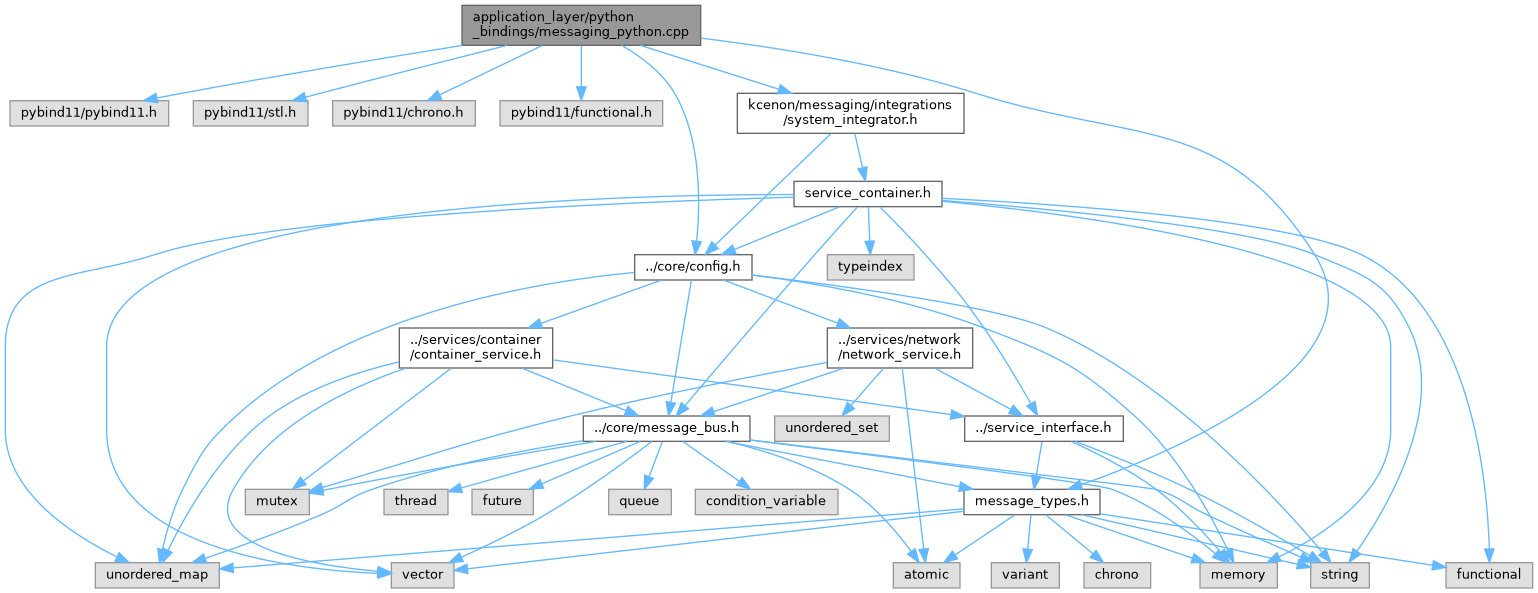 application_layer/python
_bindings/messaging_python.cpp
pybind11/pybind11.h
pybind11/stl.h
pybind11/chrono.h
pybind11/functional.h
kcenon/messaging/integrations
/system_integrator.h
service_container.h
../core/config.h
typeindex
../services/container
/container_service.h
../services/network
/network_service.h
../core/message_bus.h
unordered_set
../service_interface.h
mutex
thread
future
queue
condition_variable
message_types.h
unordered_map
vector
atomic
variant
chrono
memory
string
functional